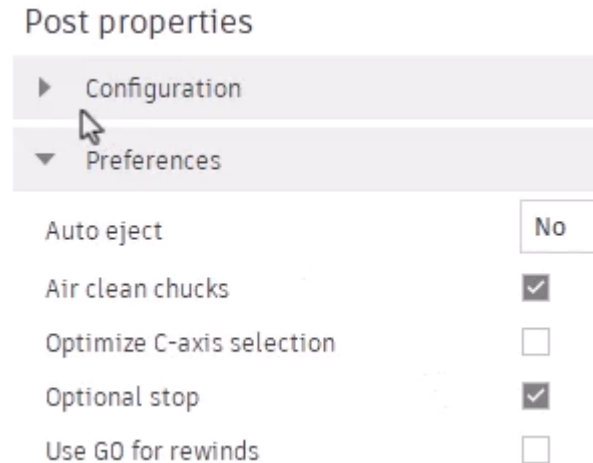 Post properties
Configuration
Preferences
Auto eject No
Air clean chucks
Optimize C-axis selection
Optional stop
Use G0 for rewinds